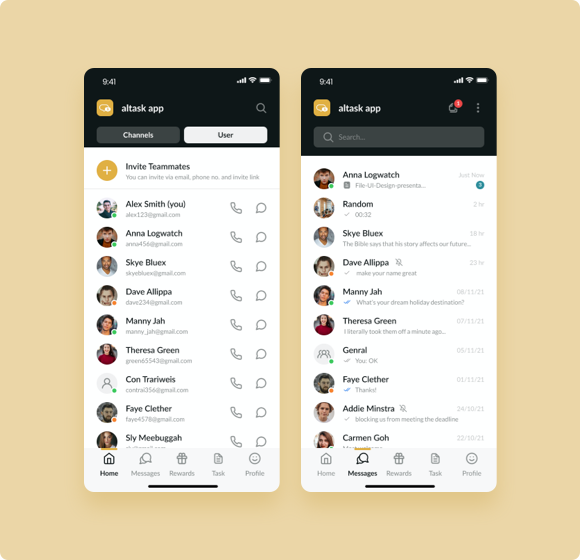 9:41
altask app
Channels
User
Invite Teammates
You can invite via email, phone no. and invite link
Alex Smith (you)
alex123@gmail.com
Anna Logwatch
anna456@gmail.com
Skye Bluex
skyebluex@gmail.com
Dave Allippa
dave234@gmail.com
Manny Jah
manny_jah@gmail.com
Theresa Green
green65543@gmail.com
Con Trariweis
contrai356@gmail.com
Faye Clether
faye4578@gmail.com
Sly Meebuggah
Home
Messages
Rewards
Task
Profile
9:41
altask app
1
Search...
Anna Logwatch
Just Now
File-UI-Design-presenta...
3
Random
2 hr
00:32
Skye Bluex
18 hr
The Bible says that his story affects our future...
Dave Allippa
23 hr
make your name great
Manny Jah
08/11/21
What's your dream holiday destination?
Theresa Green
07/11/21
I literally took them off a minute ago...
Genral
05/11/21
You: OK
Faye Clether
01/11/21
Thanks!
Addie Minstra
24/10/21
blocking us from meeting the deadline
Carmen Goh
22/10/21
Home
Messages
Rewards
Task
Profile